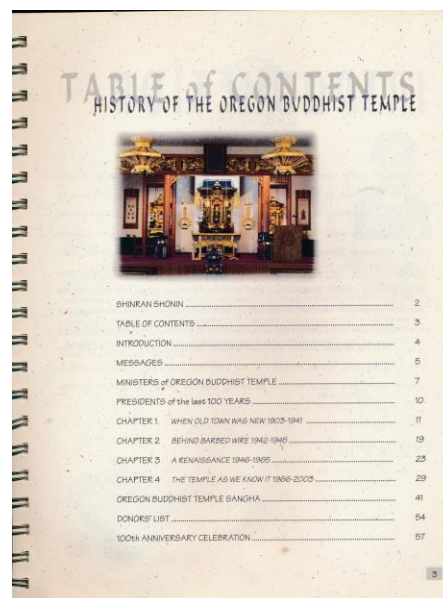 TABLE of CONTENTS
HISTORY OF THE OREGON BUDDHIST TEMPLE
SHINRAN SHONIN 2
TABLE OF CONTENTS 3
INTRODUCTION 4
MESSAGES 5
MINISTERS of OREGON BUDDHIST TEMPLE 7
PRESIDENTS of the last 100 YEARS 10
CHAPTER 1 WHEN OLD TOWN WAS NEW 1903-1941 11
CHAPTER 2 BEHIND BARBED WIRE 1942-1945 19
CHAPTER 3 A RENAISSANCE 1946-1965 23
CHAPTER 4 THE TEMPLE AS WE KNOW IT 1966-2003 29
OREGON BUDDHIST TEMPLE SANGHA 41
DONORS' LIST 54
100th ANNIVERSARY CELEBRATION 57
3